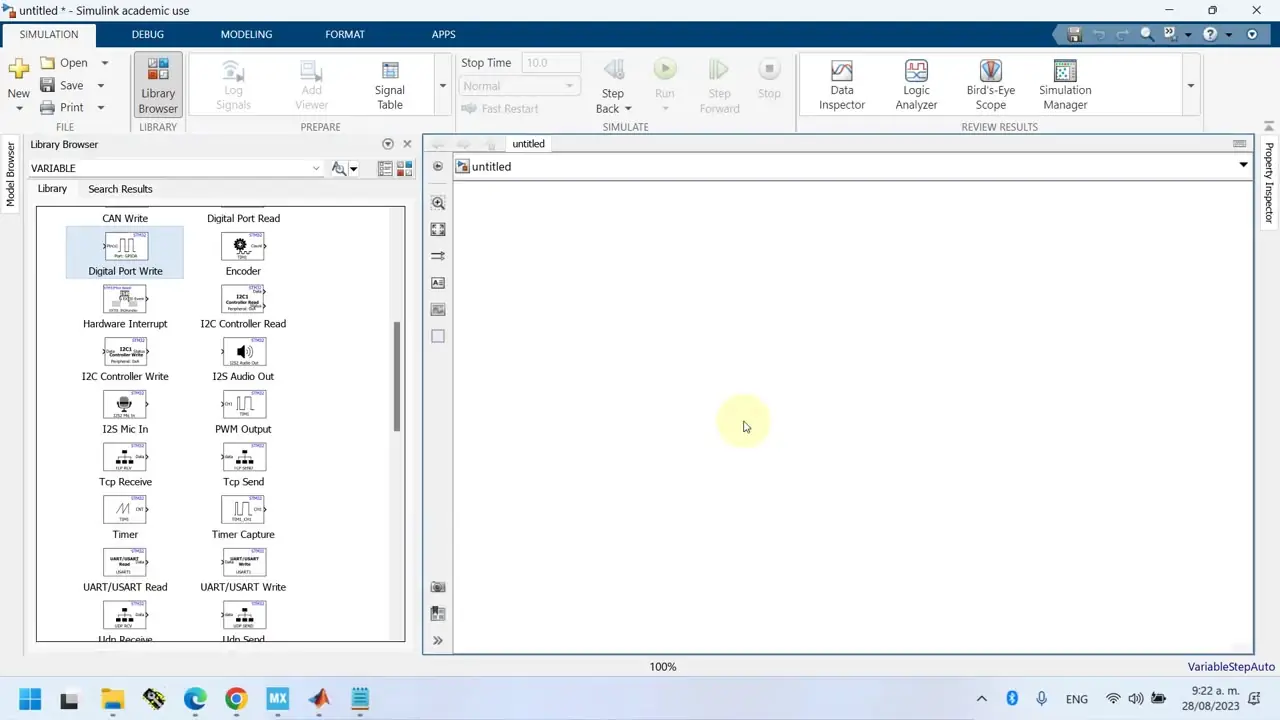 untitled * - Simulink academic use
SIMULATION DEBUG MODELING FORMAT APPS
New
Open
Save
Print
FILE
Library Browser
LIBRARY
Log Signals
Add Viewer
Signal Table
PREPARE
Stop Time 10.0
Normal
Fast Restart
Step Back
Run
Step Forward
Stop
SIMULATE
Data Inspector
Logic Analyzer
Bird's-Eye Scope
Simulation Manager
REVIEW RESULTS
Model Browser
Library Browser
VARIABLE
Library Search Results
CAN Write Digital Port Read
Digital Port Write Encoder
Hardware Interrupt I2C Controller Read
I2C Controller Write I2S Audio Out
I2S Mic In PWM Output
Tcp Receive Tcp Send
Timer Timer Capture
UART/USART Read UART/USART Write
Udp Receive Udp Send
untitled
untitled
Property Inspector
100%
VariableStepAuto
MX
ENG
9:22 a. m.
28/08/2023